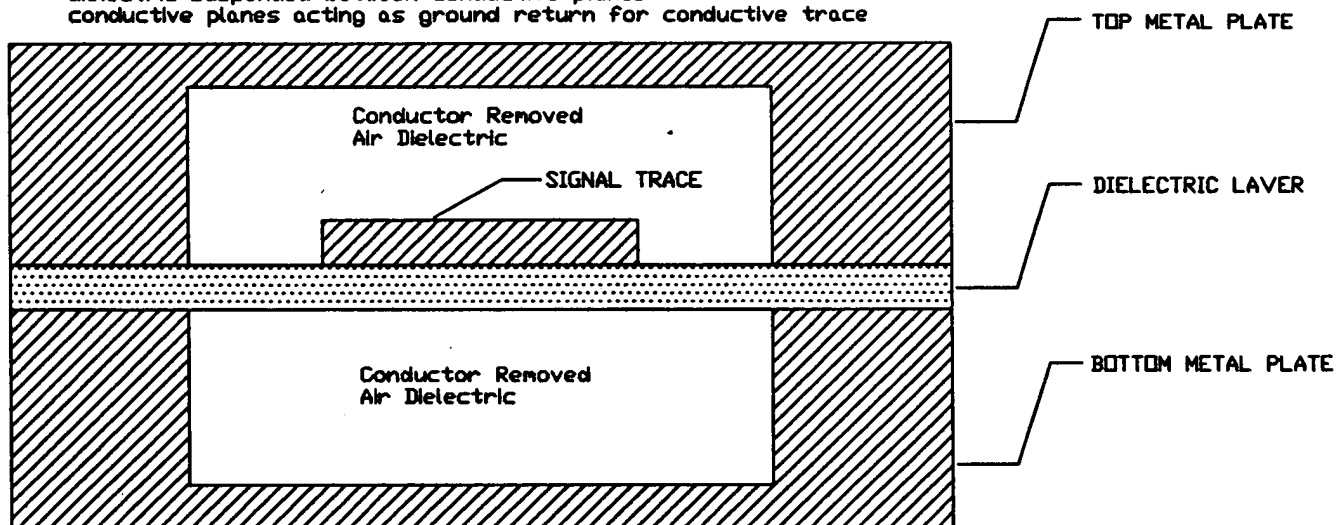 conductive planes acting as ground return for conductive trace
TOP METAL PLATE
Conductor Removed
Air Dielectric
SIGNAL TRACE
DIELECTRIC LAVER
Conductor Removed
Air Dielectric
BOTTOM METAL PLATE